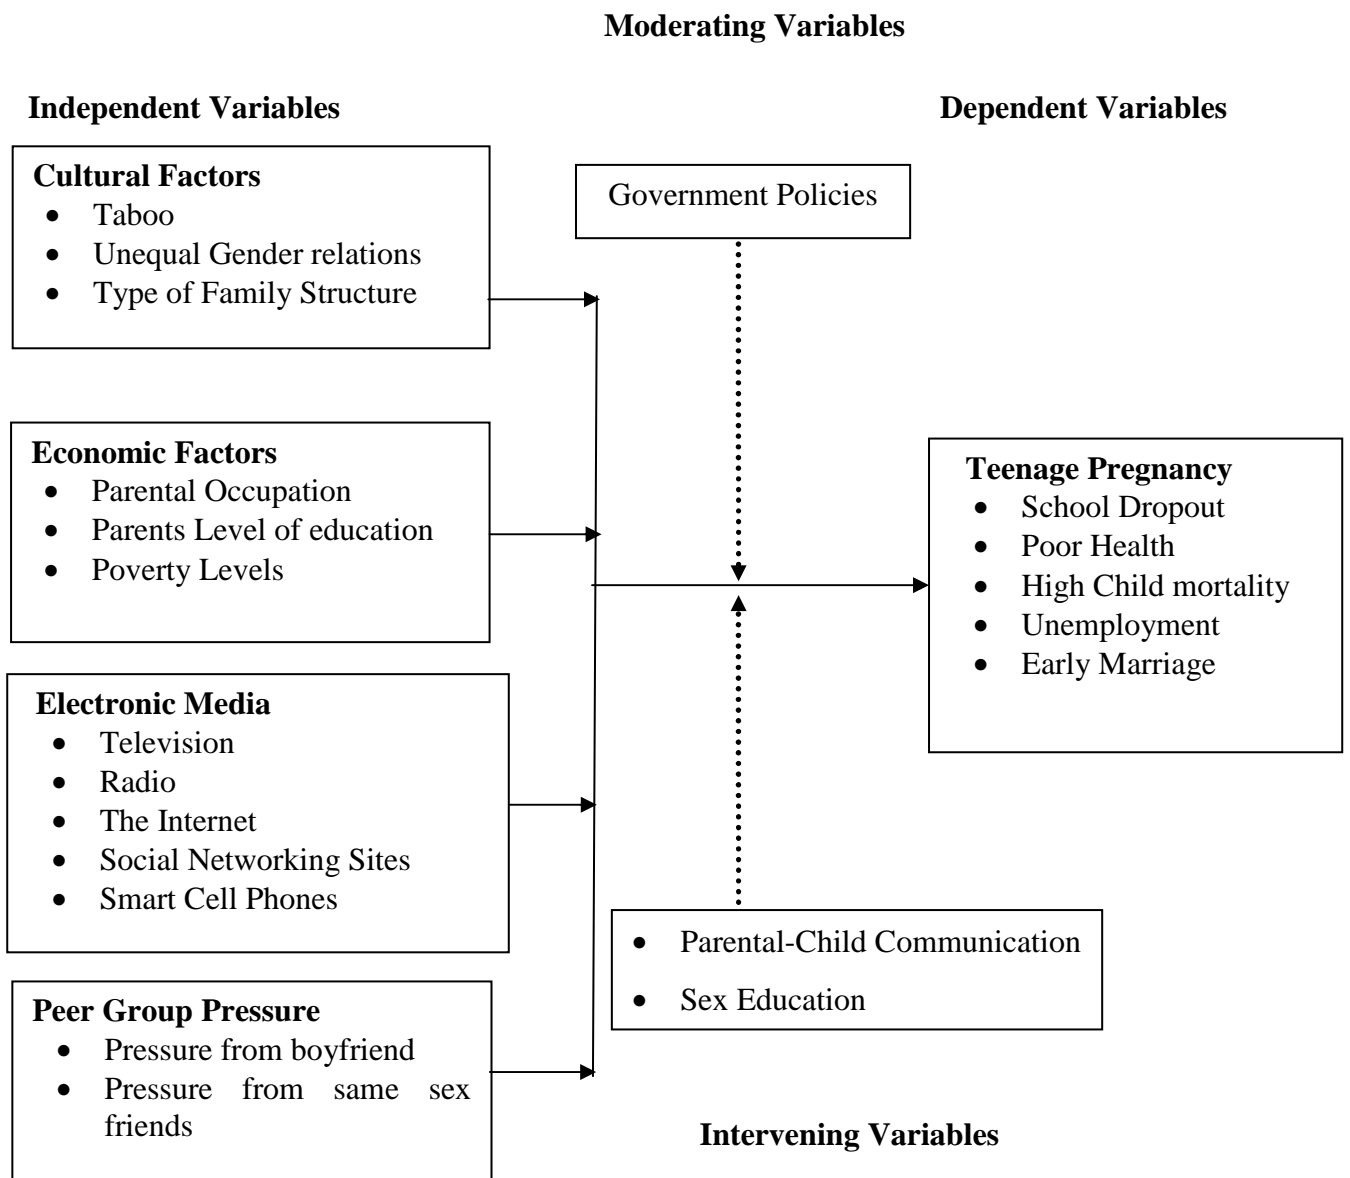 Moderating Variables
Independent Variables
Dependent Variables
Cultural Factors
• Taboo
• Unequal Gender relations
• Type of Family Structure
Government Policies
Economic Factors
• Parental Occupation
• Parents Level of education
• Poverty Levels
Teenage Pregnancy
• School Dropout
• Poor Health
• High Child mortality
• Unemployment
• Early Marriage
Electronic Media
• Television
• Radio
• The Internet
• Social Networking Sites
• Smart Cell Phones
• Parental-Child Communication
• Sex Education
Peer Group Pressure
• Pressure from boyfriend
• Pressure from same sex
friends
Intervening Variables